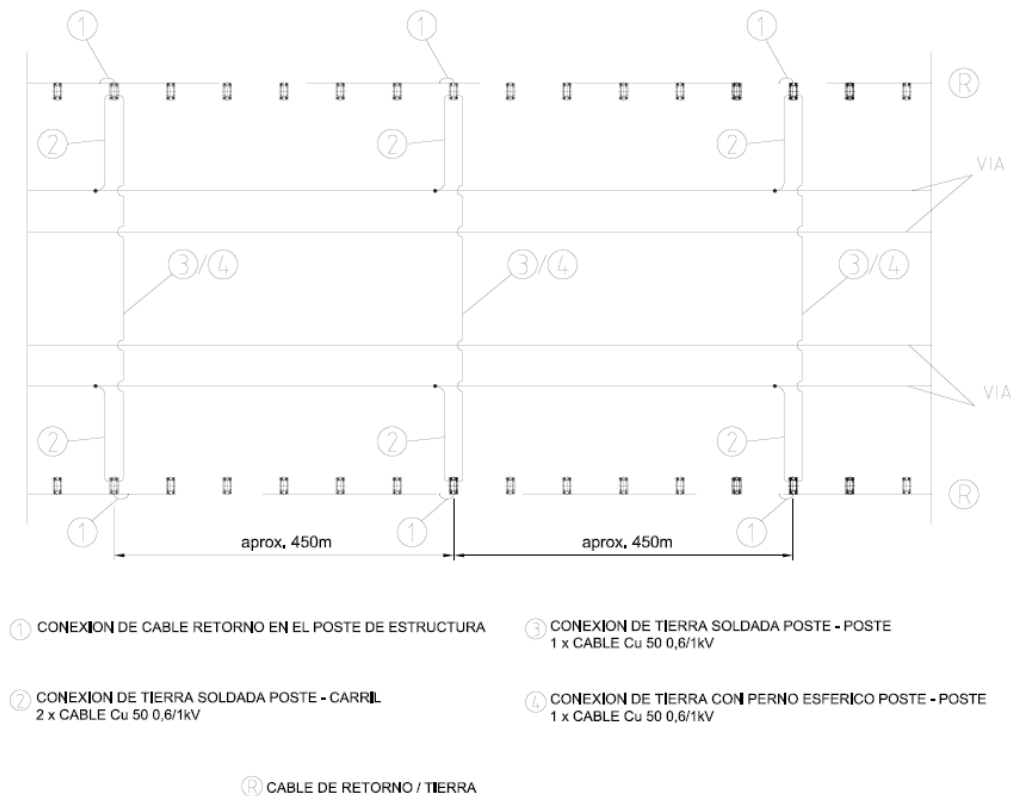 1 1 1
R
2 2 2
VIA
3/4 3/4 3/4
VIA
2 2 2
R
1 1 1
aprox. 450m aprox. 450m
1 CONEXION DE CABLE RETORNO EN EL POSTE DE ESTRUCTURA
3 CONEXION DE TIERRA SOLDADA POSTE - POSTE
1 x CABLE Cu 50 0,6/1kV
2 CONEXION DE TIERRA SOLDADA POSTE - CARRIL
2 x CABLE Cu 50 0,6/1kV
4 CONEXION DE TIERRA CON PERNO ESFERICO POSTE - POSTE
1 x CABLE Cu 50 0,6/1kV
R CABLE DE RETORNO / TIERRA